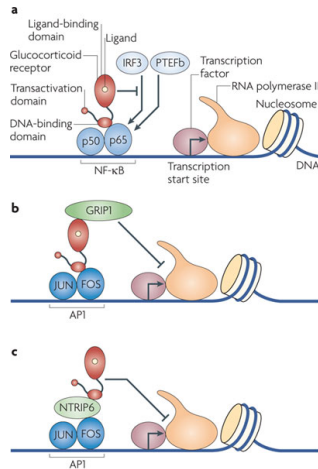 a
Ligand-binding
domain
Ligand
Glucocorticoid
receptor
Transactivation
domain
DNA-binding
domain
IRF3
PTEFb
Transcription
factor
RNA polymerase II
Nucleosome
p50
p65
NF-κB
Transcription
start site
DNA
b
GRIP1
JUN
FOS
AP1
c
NTRIP6
JUN
FOS
AP1